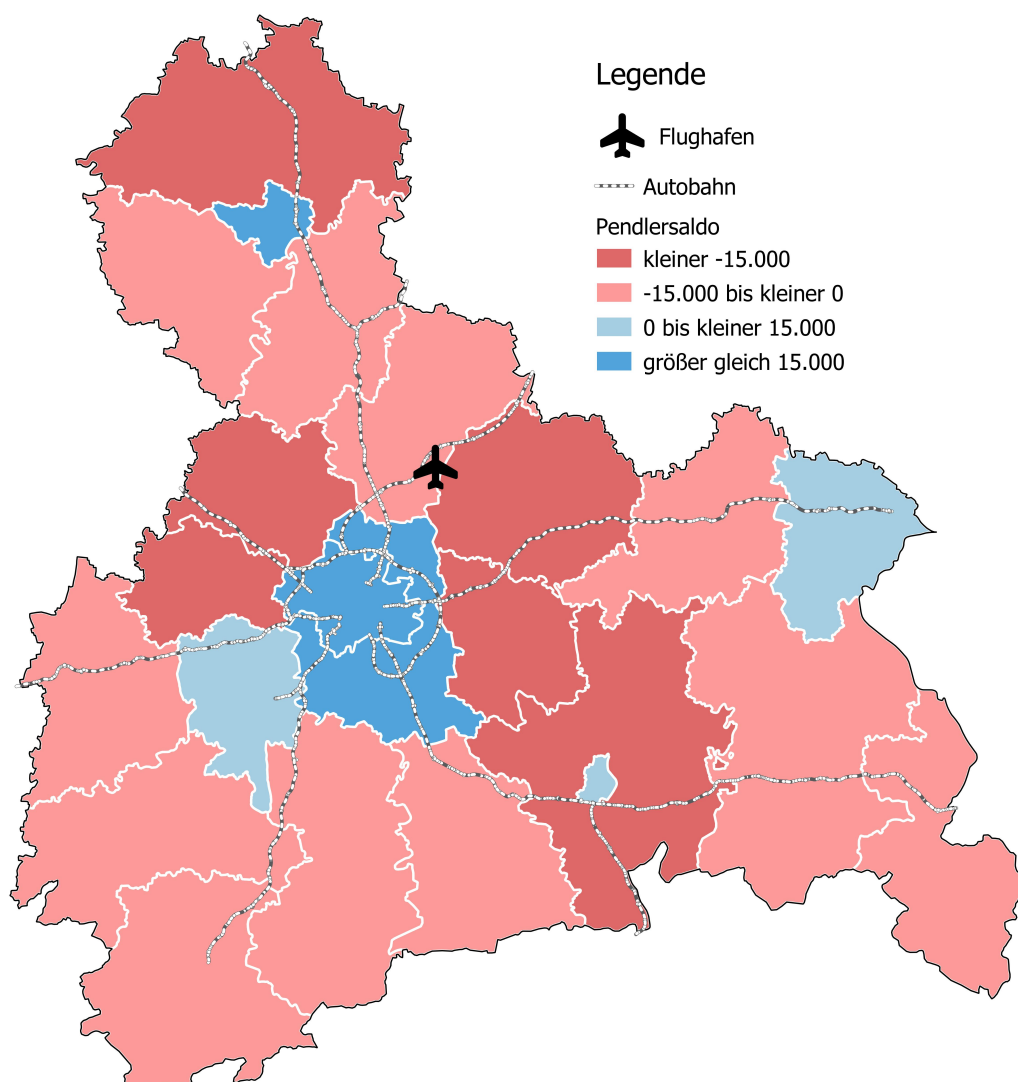 Legende
Flughafen
Autobahn
Pendlersaldo
kleiner -15.000
-15.000 bis kleiner 0
0 bis kleiner 15.000
größer gleich 15.000